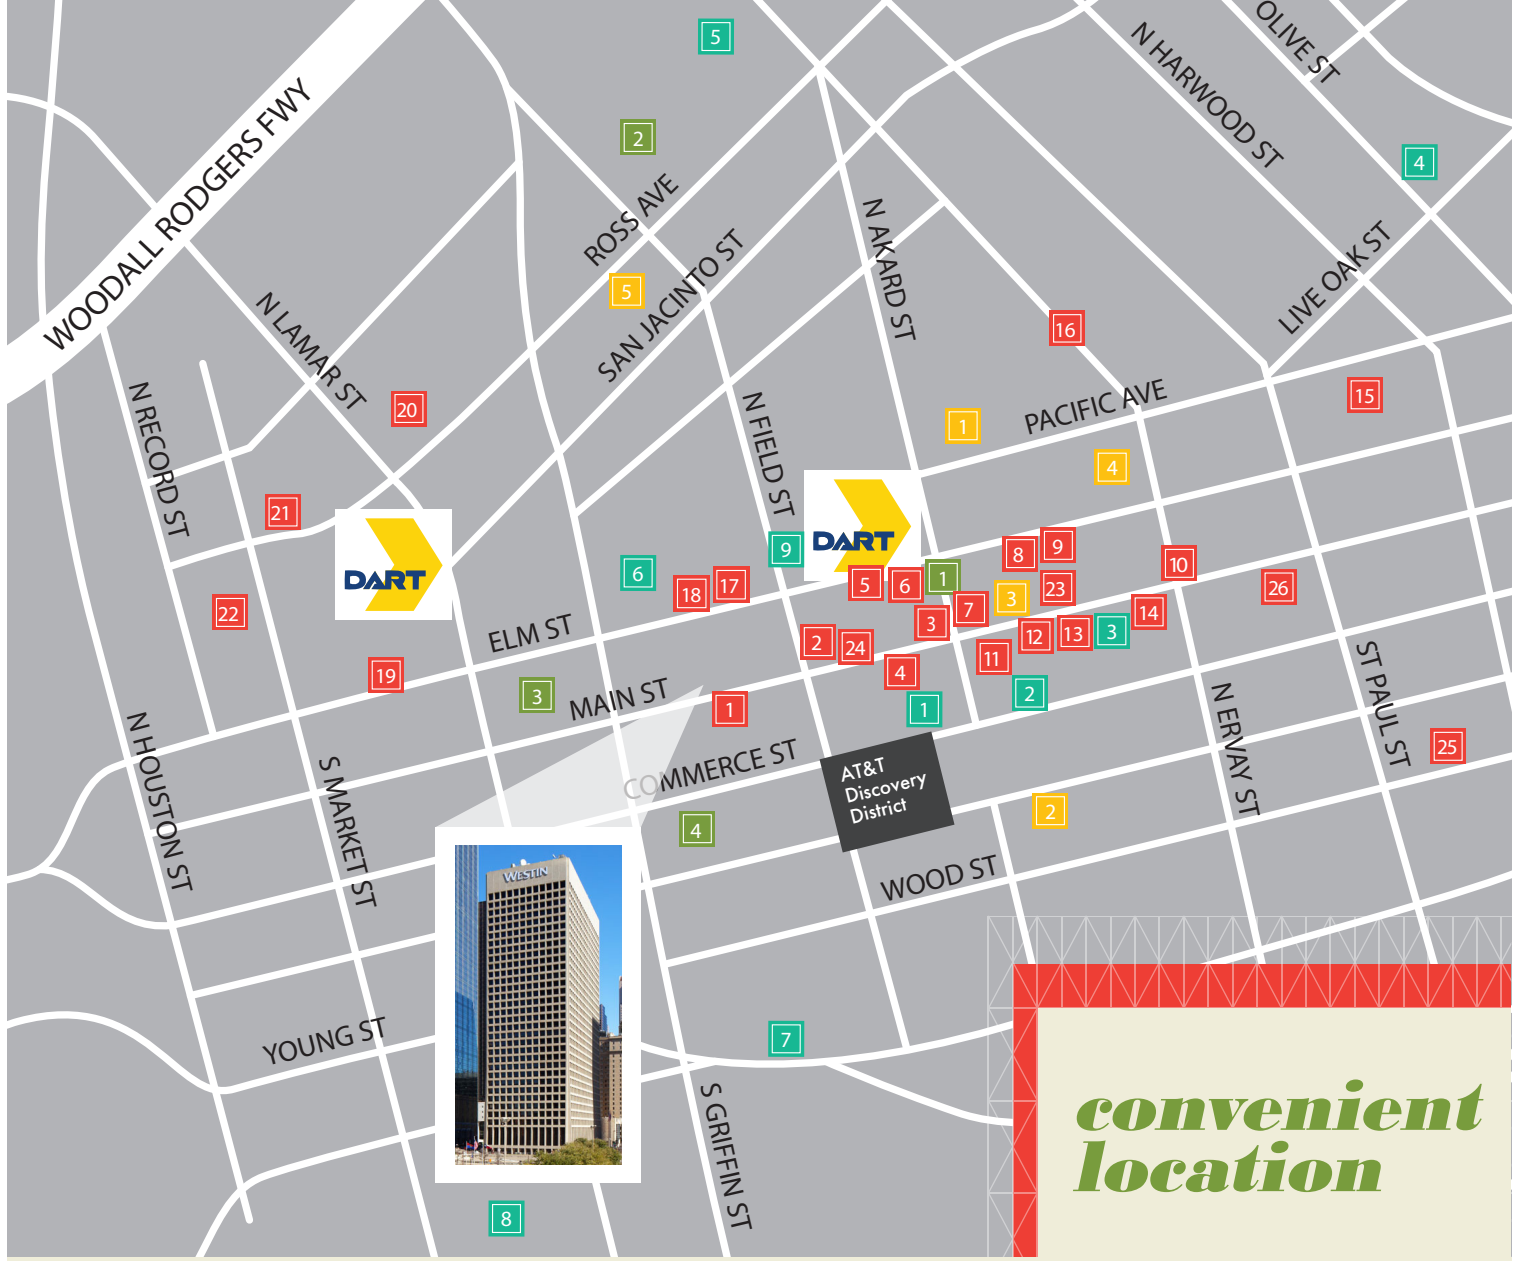 5
OLIVE ST
N HARWOOD ST
2
4
WOODALL RODGERS FWY
ROSS AVE
N AKARD ST
SAN JACINTO ST
LIVE OAK ST
5
N LAMAR ST
16
20
N RECORD ST
N FIELD ST
PACIFIC AVE
15
1
4
21
DART
DART
9
8
9
10
6
18
17
5
6
1
3
23
26
22
ELM ST
2
24
3
7
12
13
3
14
19
4
11
3
MAIN ST
1
1
2
N ERVAY ST
ST PAUL ST
25
N HOUSTON ST
S MARKET ST
COMMERCE ST
AT&T
Discovery
District
4
2
WESTIN
WOOD ST
YOUNG ST
7
S GRIFFIN ST
8
convenient
location